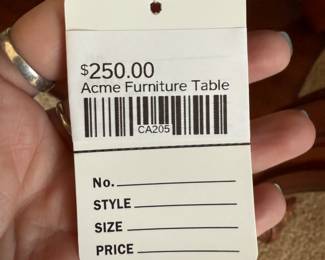 $250.00
Acme Furniture Table
CA205
No.
STYLE
SIZE
PRICE